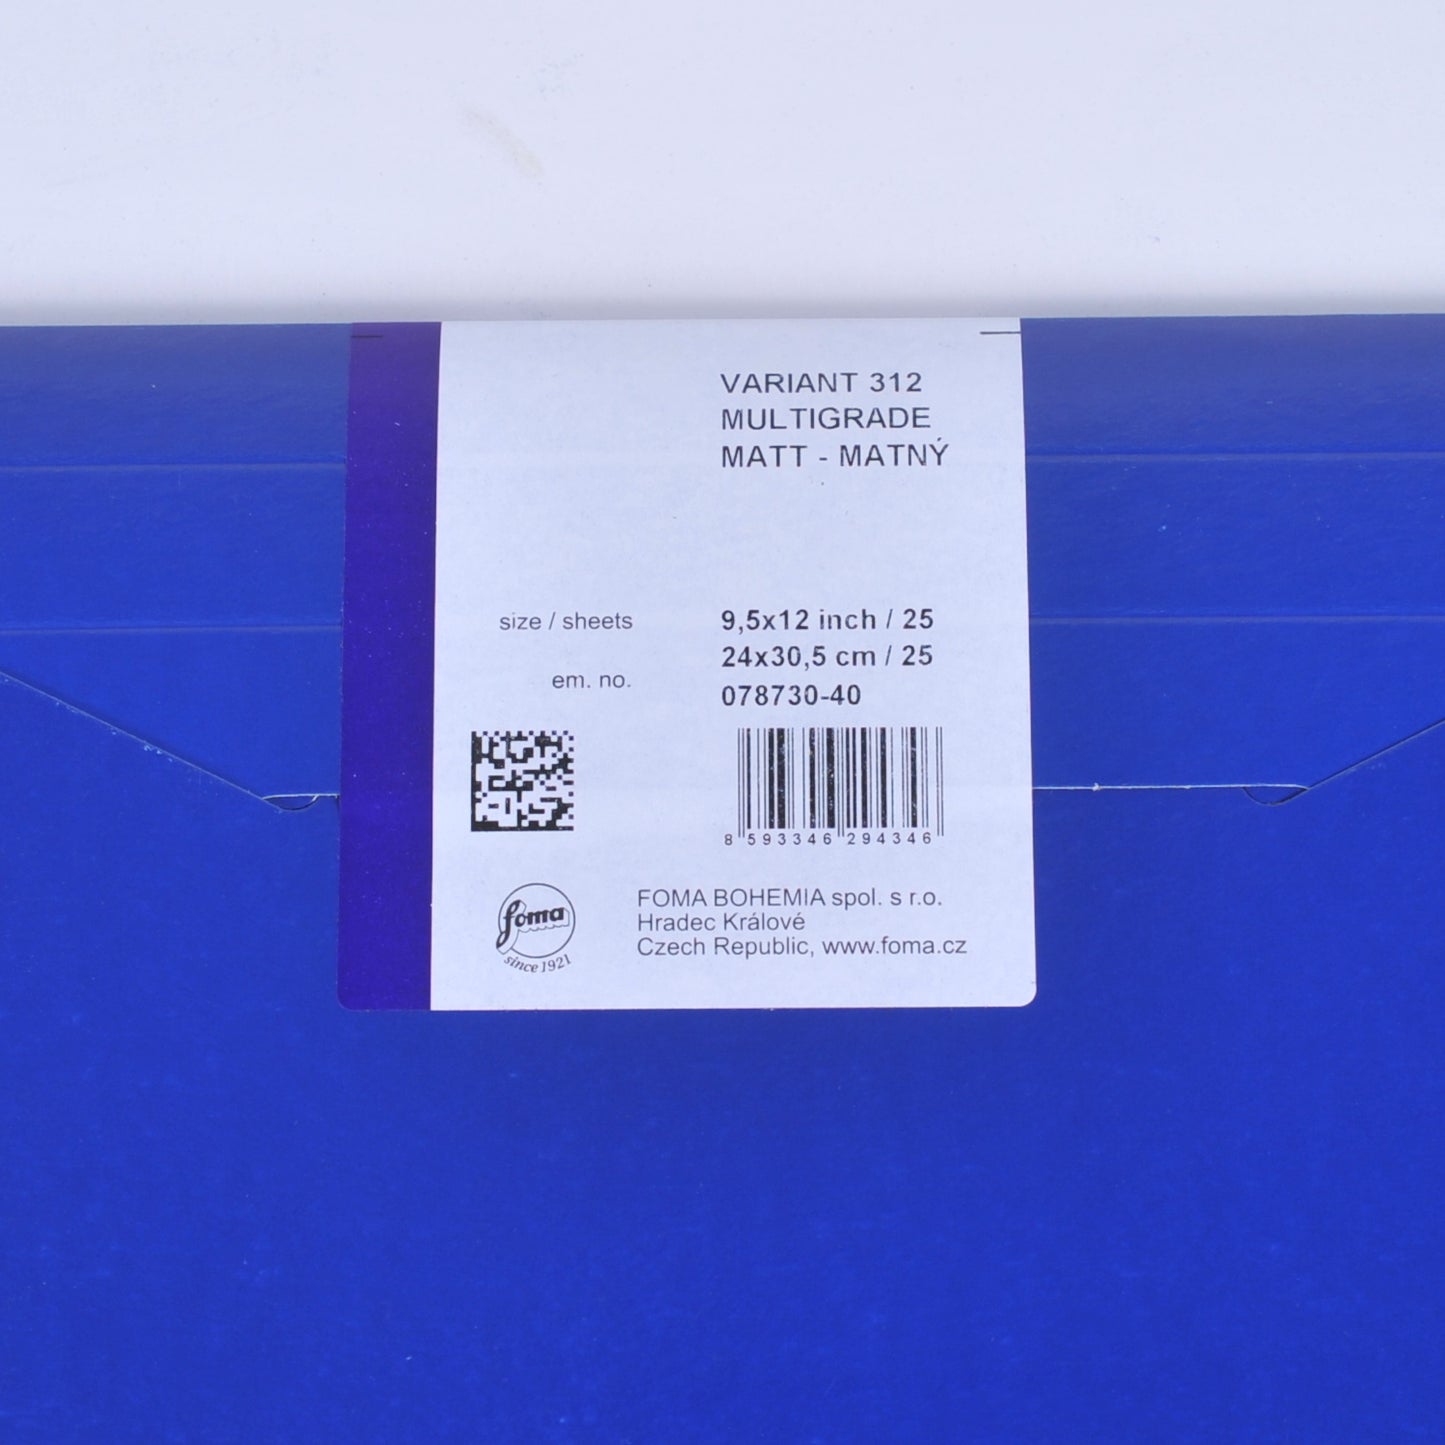 VARIANT 312
MULTIGRADE
MATT - MATNÝ
size / sheets 9,5x12 inch / 25
24x30,5 cm / 25
em. no. 078730-40
8 593346 294346
foma
since 1921
FOMA BOHEMIA spol. s r.o.
Hradec Králové
Czech Republic, www.foma.cz